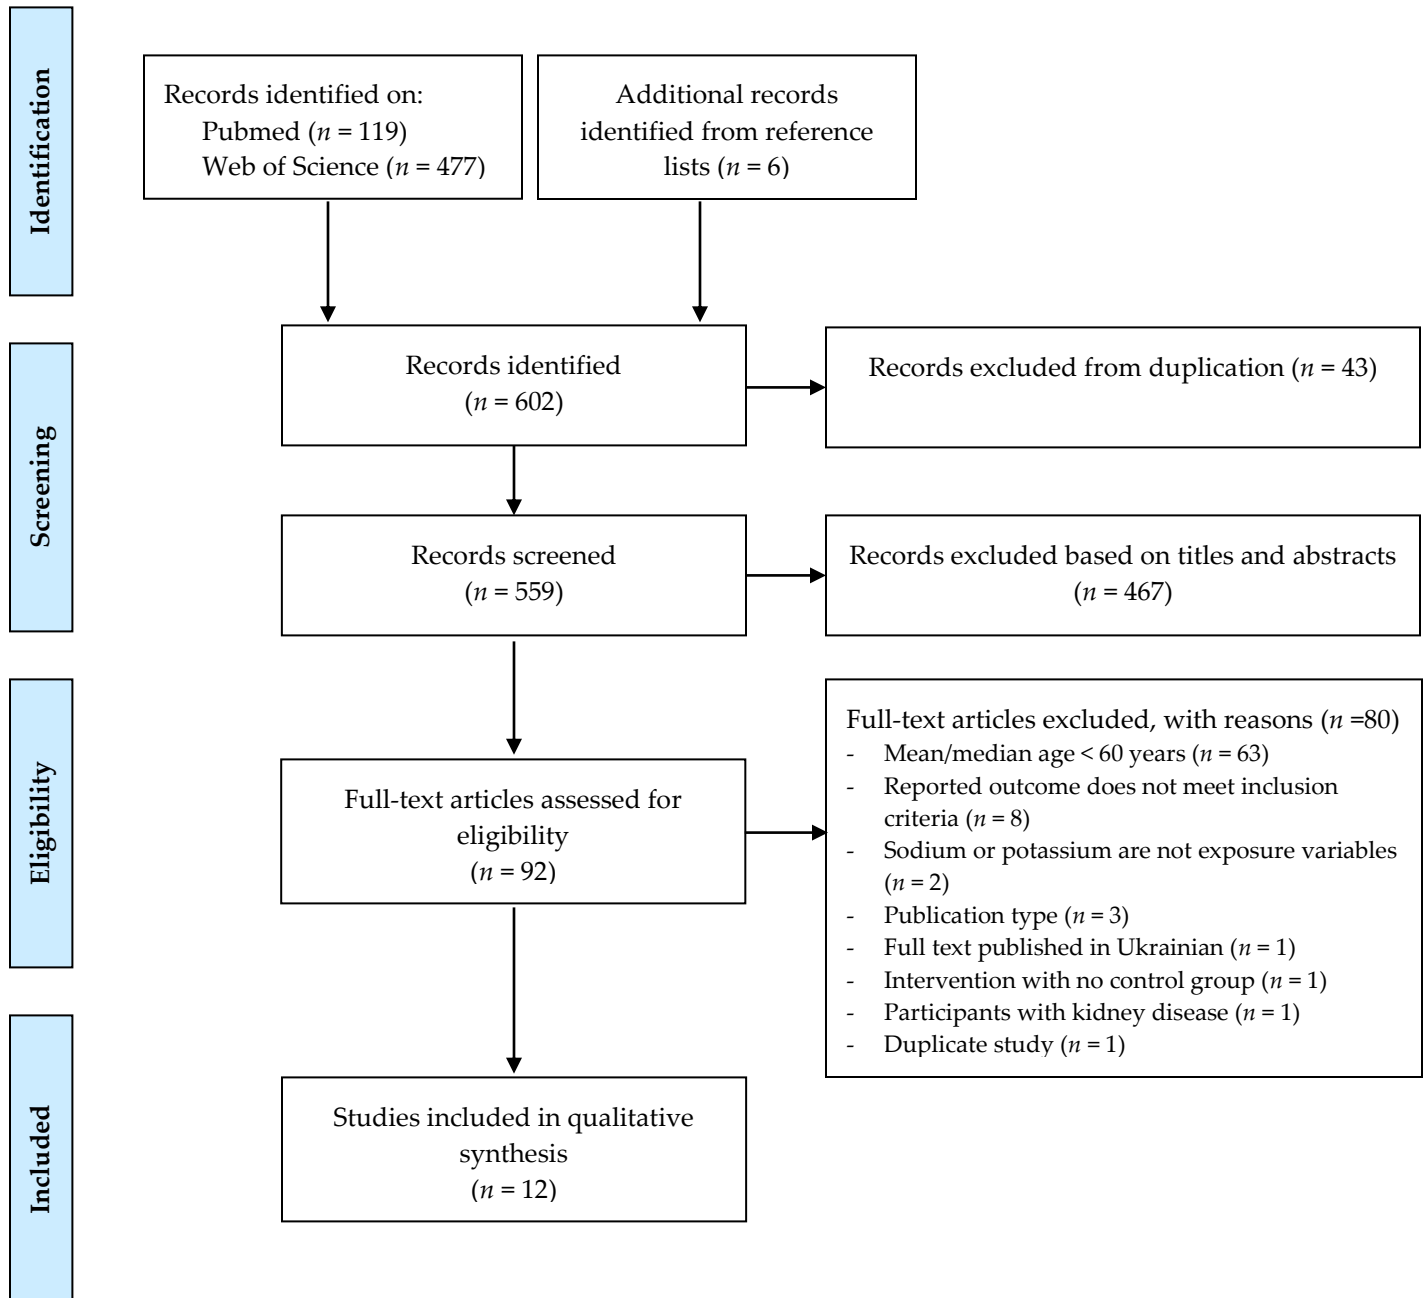 Identification
Records identified on:
Pubmed (n = 119)
Web of Science (n = 477)
Additional records
identified from reference
lists (n = 6)
Screening
Records identified
(n = 602)
Records excluded from duplication (n = 43)
Records screened
(n = 559)
Records excluded based on titles and abstracts
(n = 467)
Eligibility
Full-text articles assessed for
eligibility
(n = 92)
Full-text articles excluded, with reasons (n =80)
- Mean/median age < 60 years (n = 63)
- Reported outcome does not meet inclusion
criteria (n = 8)
- Sodium or potassium are not exposure variables
(n = 2)
- Publication type (n = 3)
- Full text published in Ukrainian (n = 1)
- Intervention with no control group (n = 1)
- Participants with kidney disease (n = 1)
- Duplicate study (n = 1)
Included
Studies included in qualitative
synthesis
(n = 12)